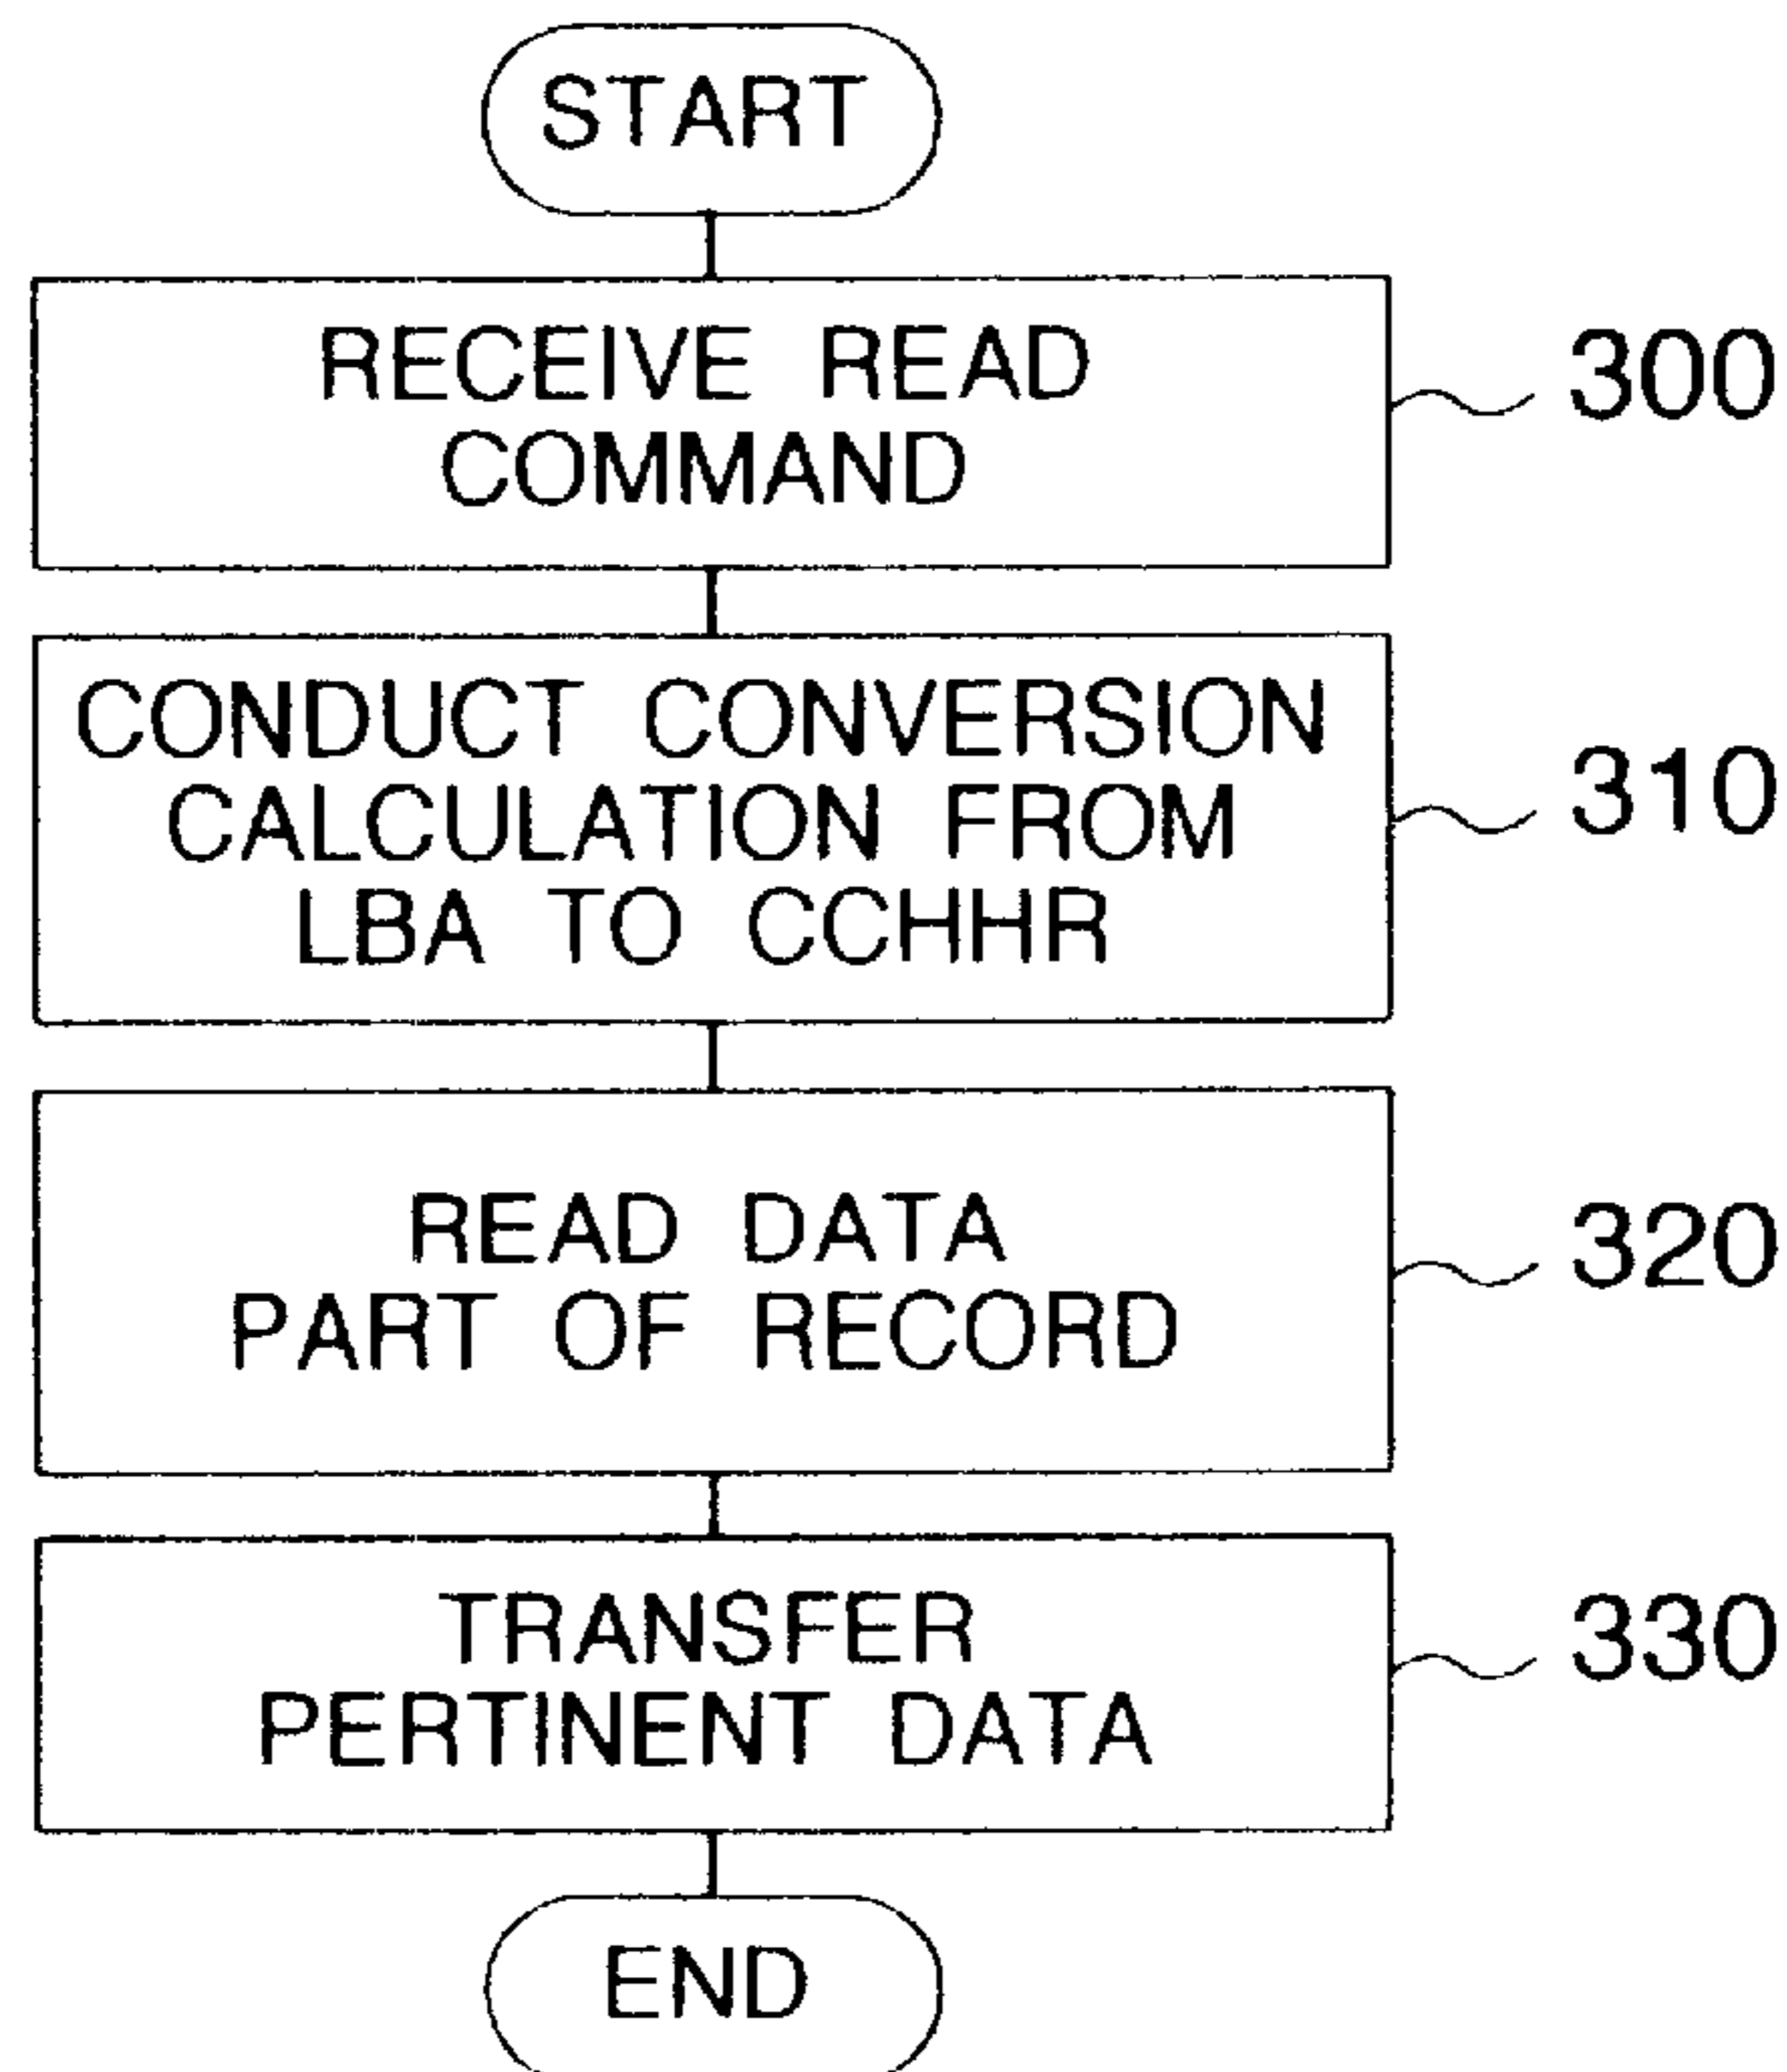 START
RECEIVE READ
COMMAND
300
CONDUCT CONVERSION
CALCULATION FROM
LBA TO CCHHR
310
READ DATA
PART OF RECORD
320
TRANSFER
PERTINENT DATA
330
END